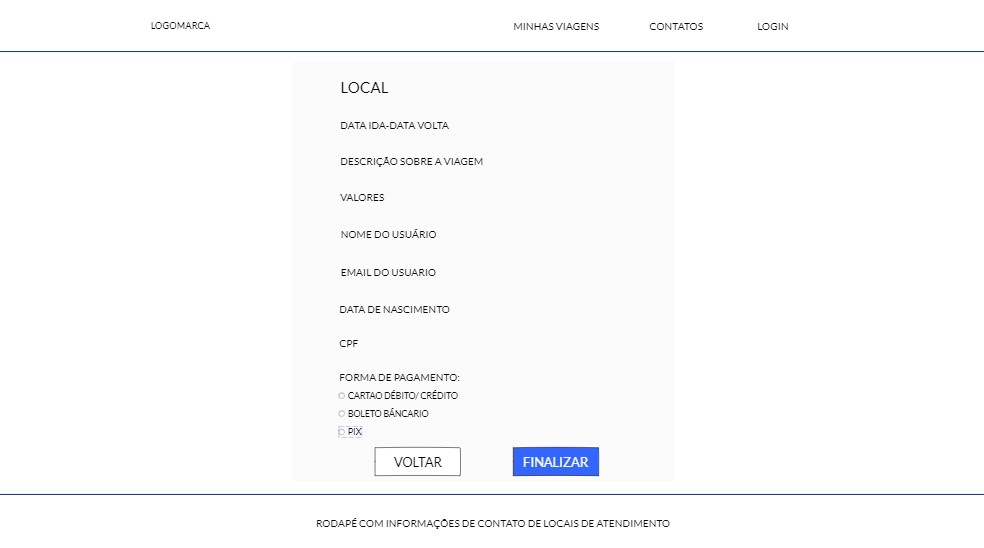 LOGOMARCA MINHAS VIAGENS CONTATOS LOGIN
LOCAL
DATA IDA-DATA VOLTA
DESCRIÇÃO SOBRE A VIAGEM
VALORES
NOME DO USUÁRIO
EMAIL DO USUARIO
DATA DE NASCIMENTO
CPF
FORMA DE PAGAMENTO:
CARTAO DÉBITO/ CRÉDITO
BOLETO BÁNCARIO
PIX
VOLTAR FINALIZAR
RODAPÉ COM INFORMAÇÕES DE CONTATO DE LOCAIS DE ATENDIMENTO